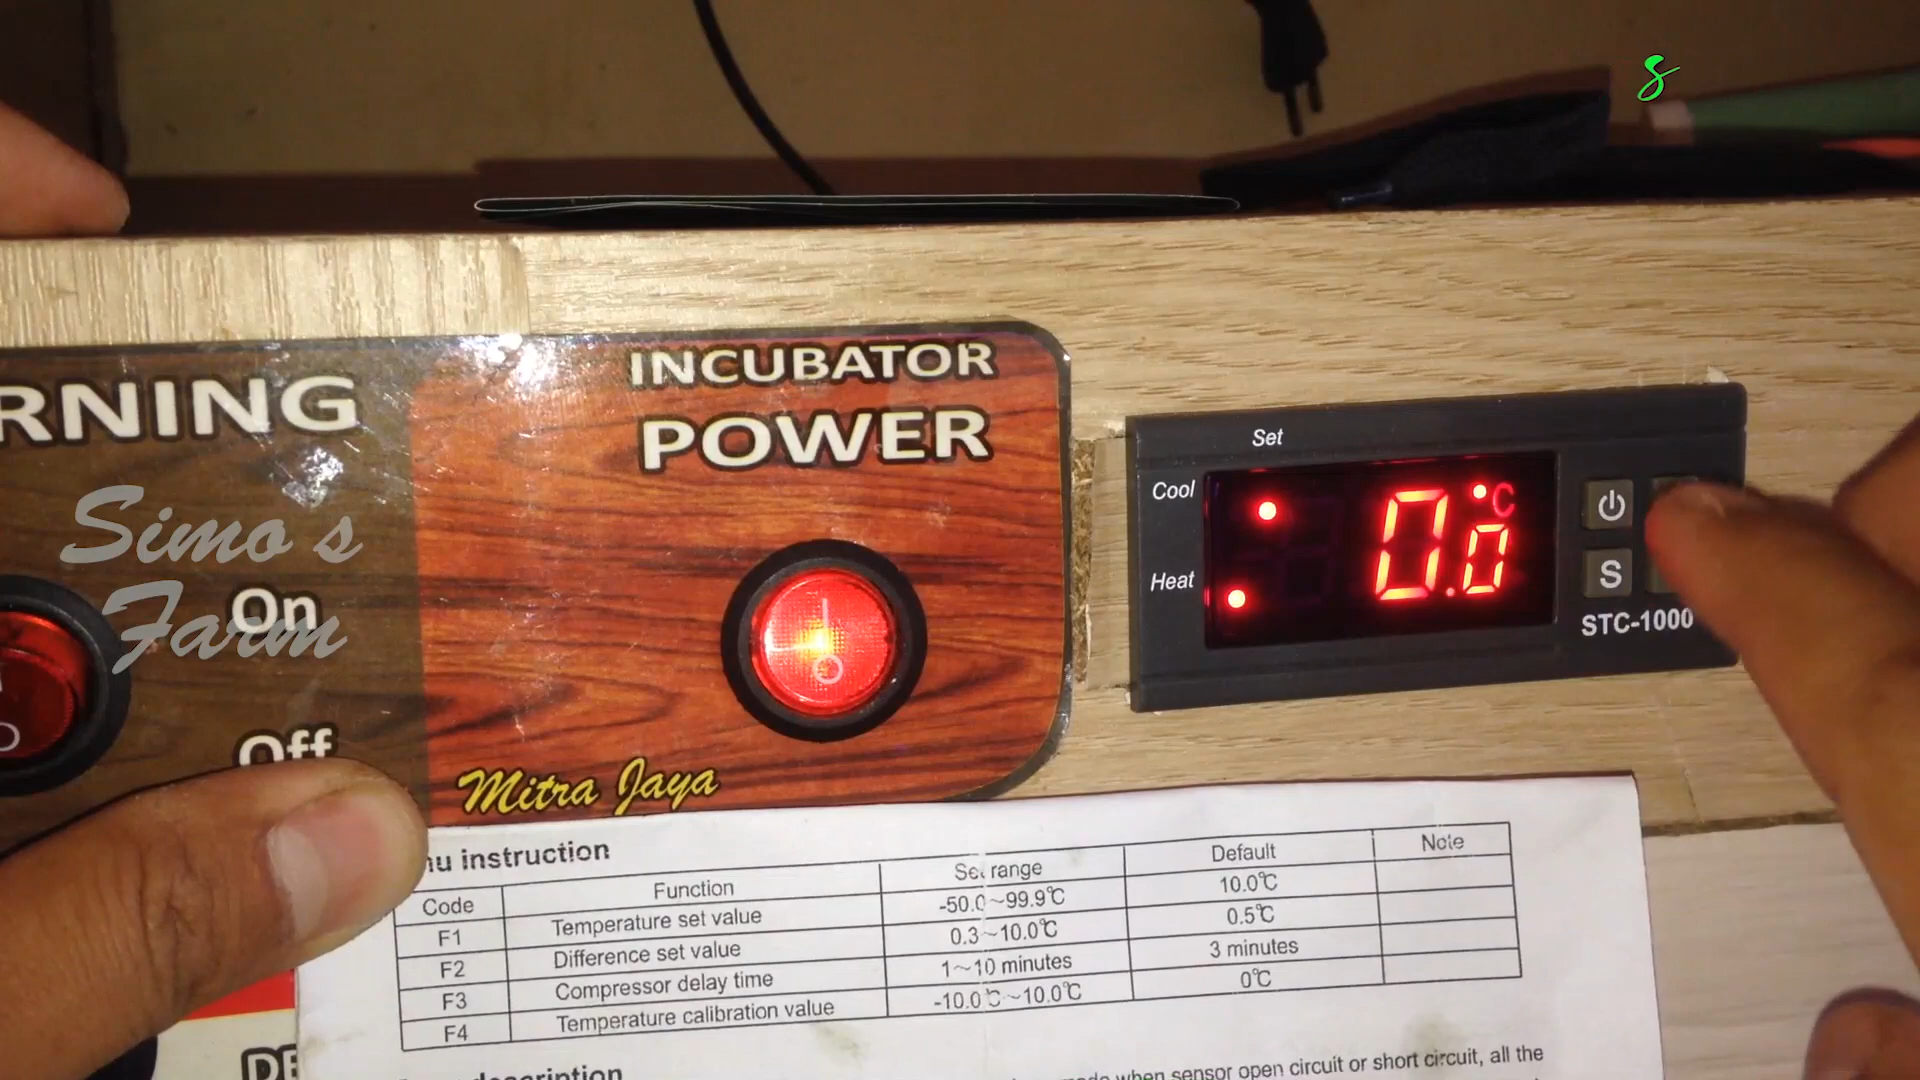 INCUBATOR
POWER
RNING
Simo's
Farm
On
Off
Mitra Jaya
Set
Cool
Heat
0.0
°C
S
STC-1000
nu instruction
Code Function Set range Default Note
F1 Temperature set value -50.0~99.9℃ 10.0℃
F2 Difference set value 0.3~10.0℃ 0.5℃
F3 Compressor delay time 1~10 minutes 3 minutes
F4 Temperature calibration value -10.0℃~10.0℃ 0℃
description
when sensor open circuit or short circuit, all the
DE